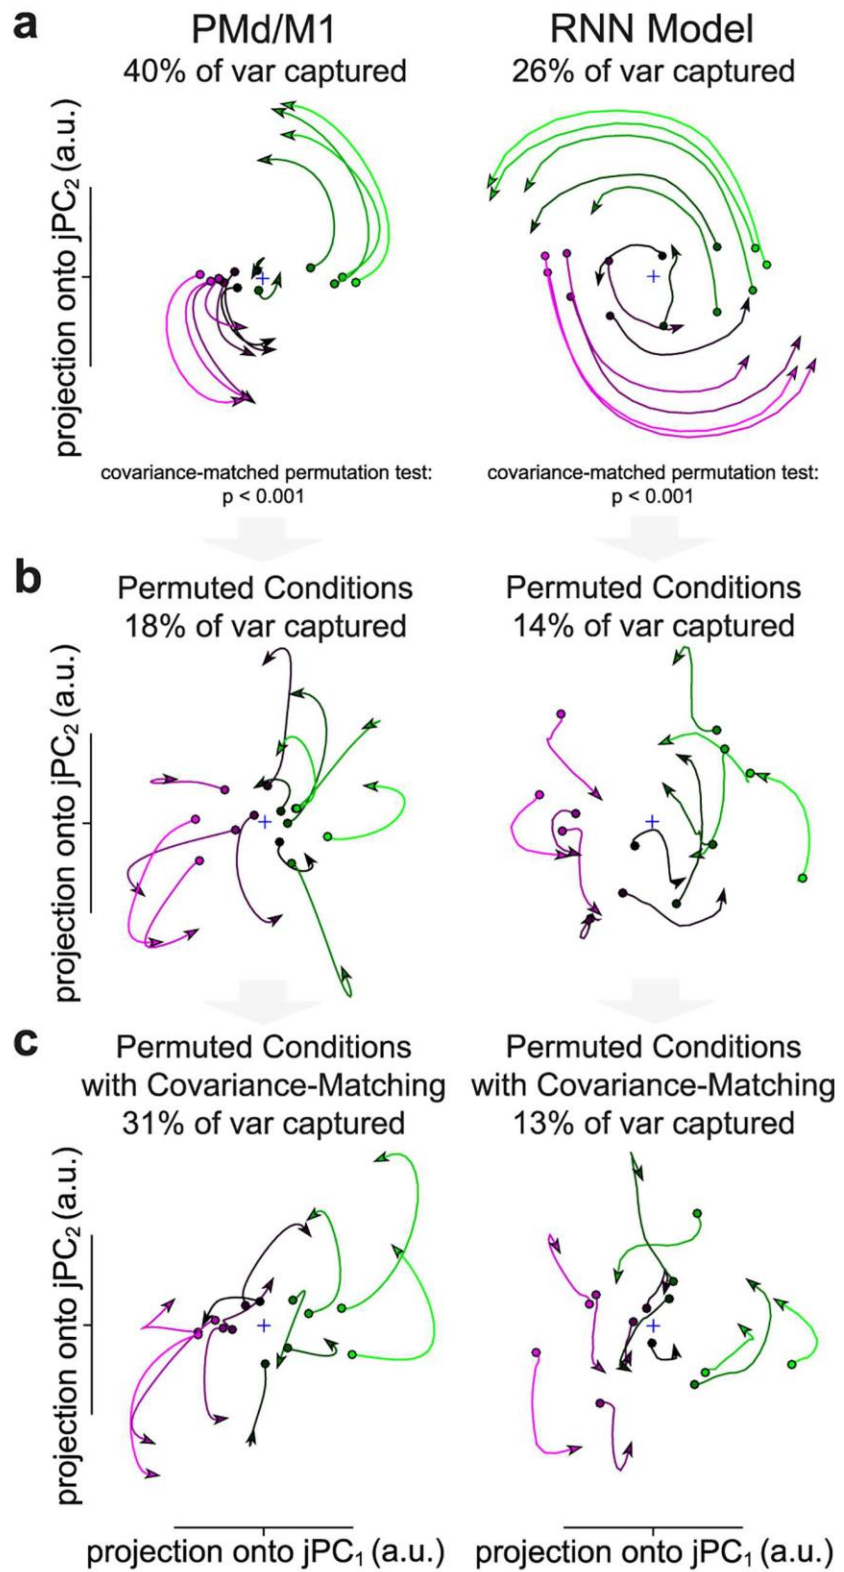 a
PMd/M1
40% of var captured
RNN Model
26% of var captured
projection onto jPC2 (a.u.)
covariance-matched permutation test:
p < 0.001
covariance-matched permutation test:
p < 0.001
b
Permuted Conditions
18% of var captured
Permuted Conditions
14% of var captured
projection onto jPC2 (a.u.)
c
Permuted Conditions
with Covariance-Matching
31% of var captured
Permuted Conditions
with Covariance-Matching
13% of var captured
projection onto jPC2 (a.u.)
projection onto jPC1 (a.u.)
projection onto jPC1 (a.u.)